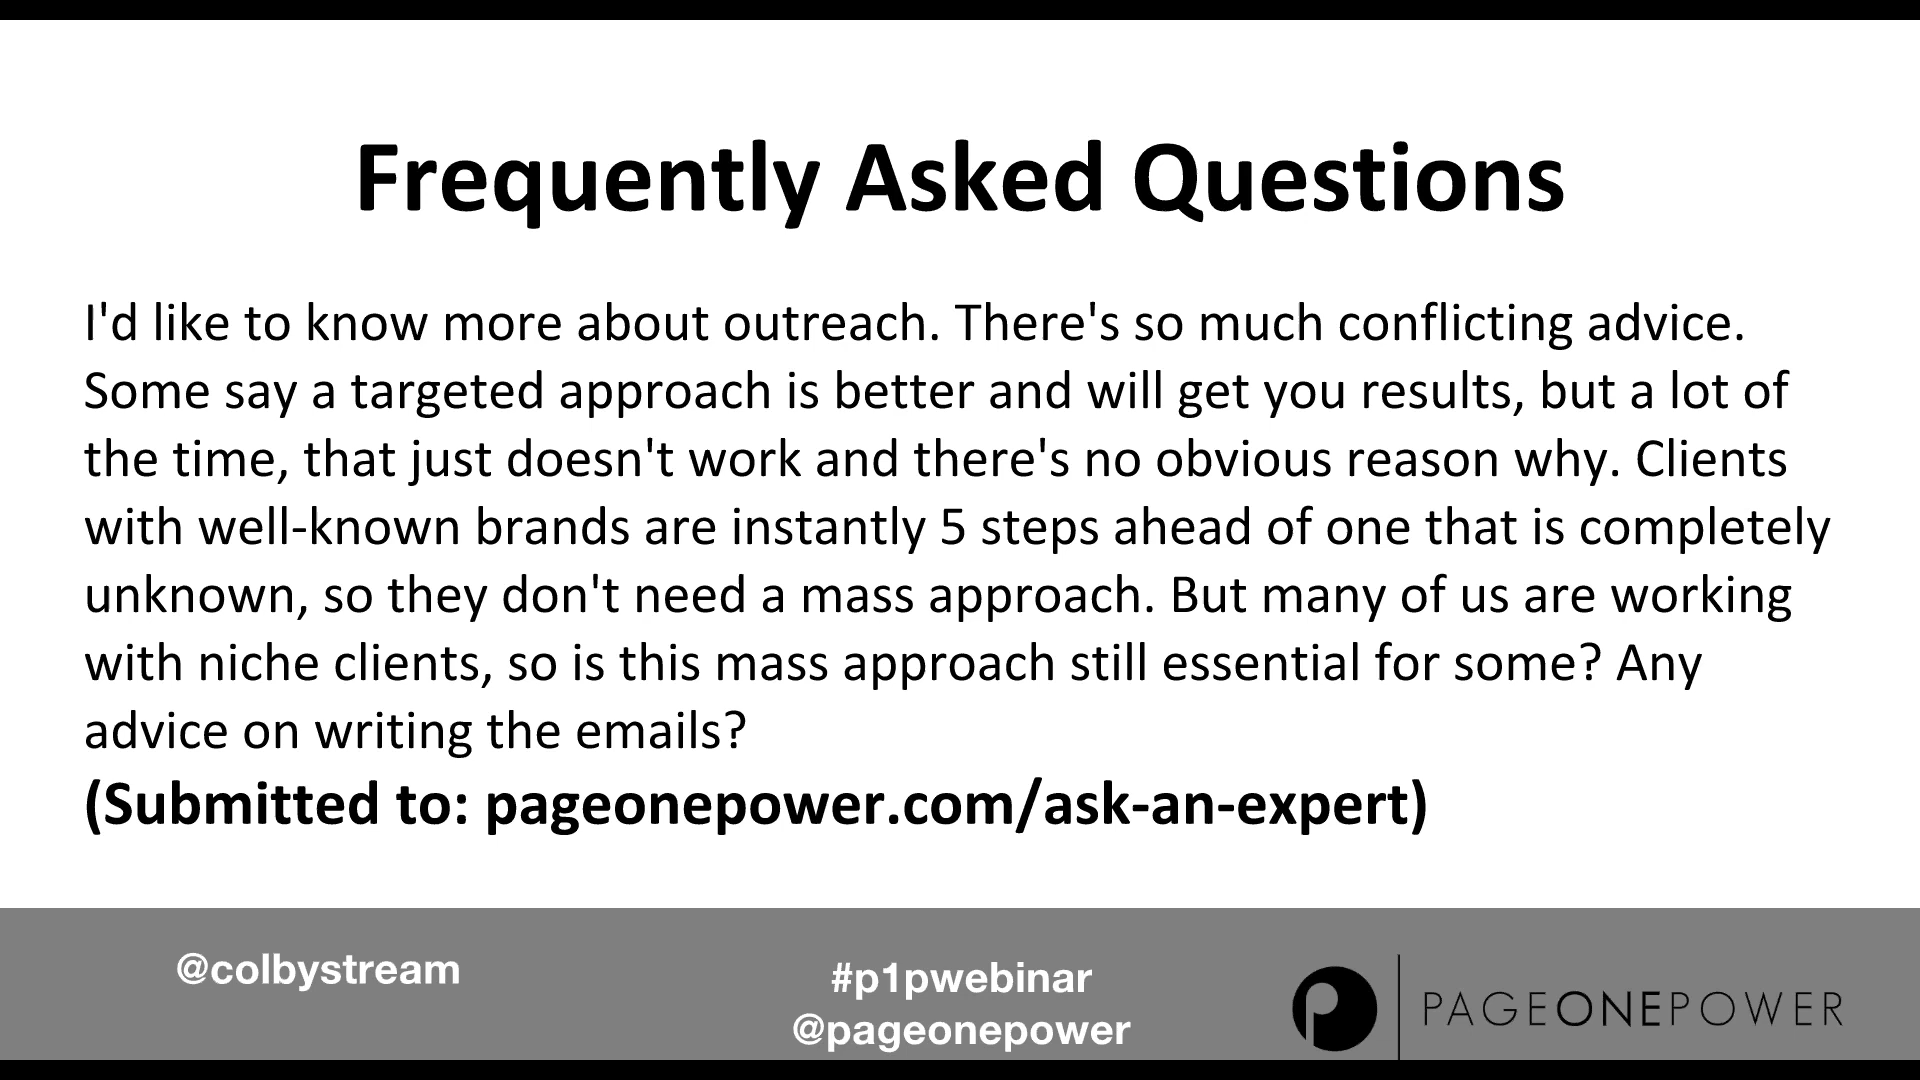 Frequently Asked Questions
I'd like to know more about outreach. There's so much conflicting advice.
Some say a targeted approach is better and will get you results, but a lot of
the time, that just doesn't work and there's no obvious reason why. Clients
with well-known brands are instantly 5 steps ahead of one that is completely
unknown, so they don't need a mass approach. But many of us are working
with niche clients, so is this mass approach still essential for some? Any
advice on writing the emails?
(Submitted to: pageonepower.com/ask-an-expert)
@colbystream
#p1pwebinar
@pageonepower
PAGEONEPOWER